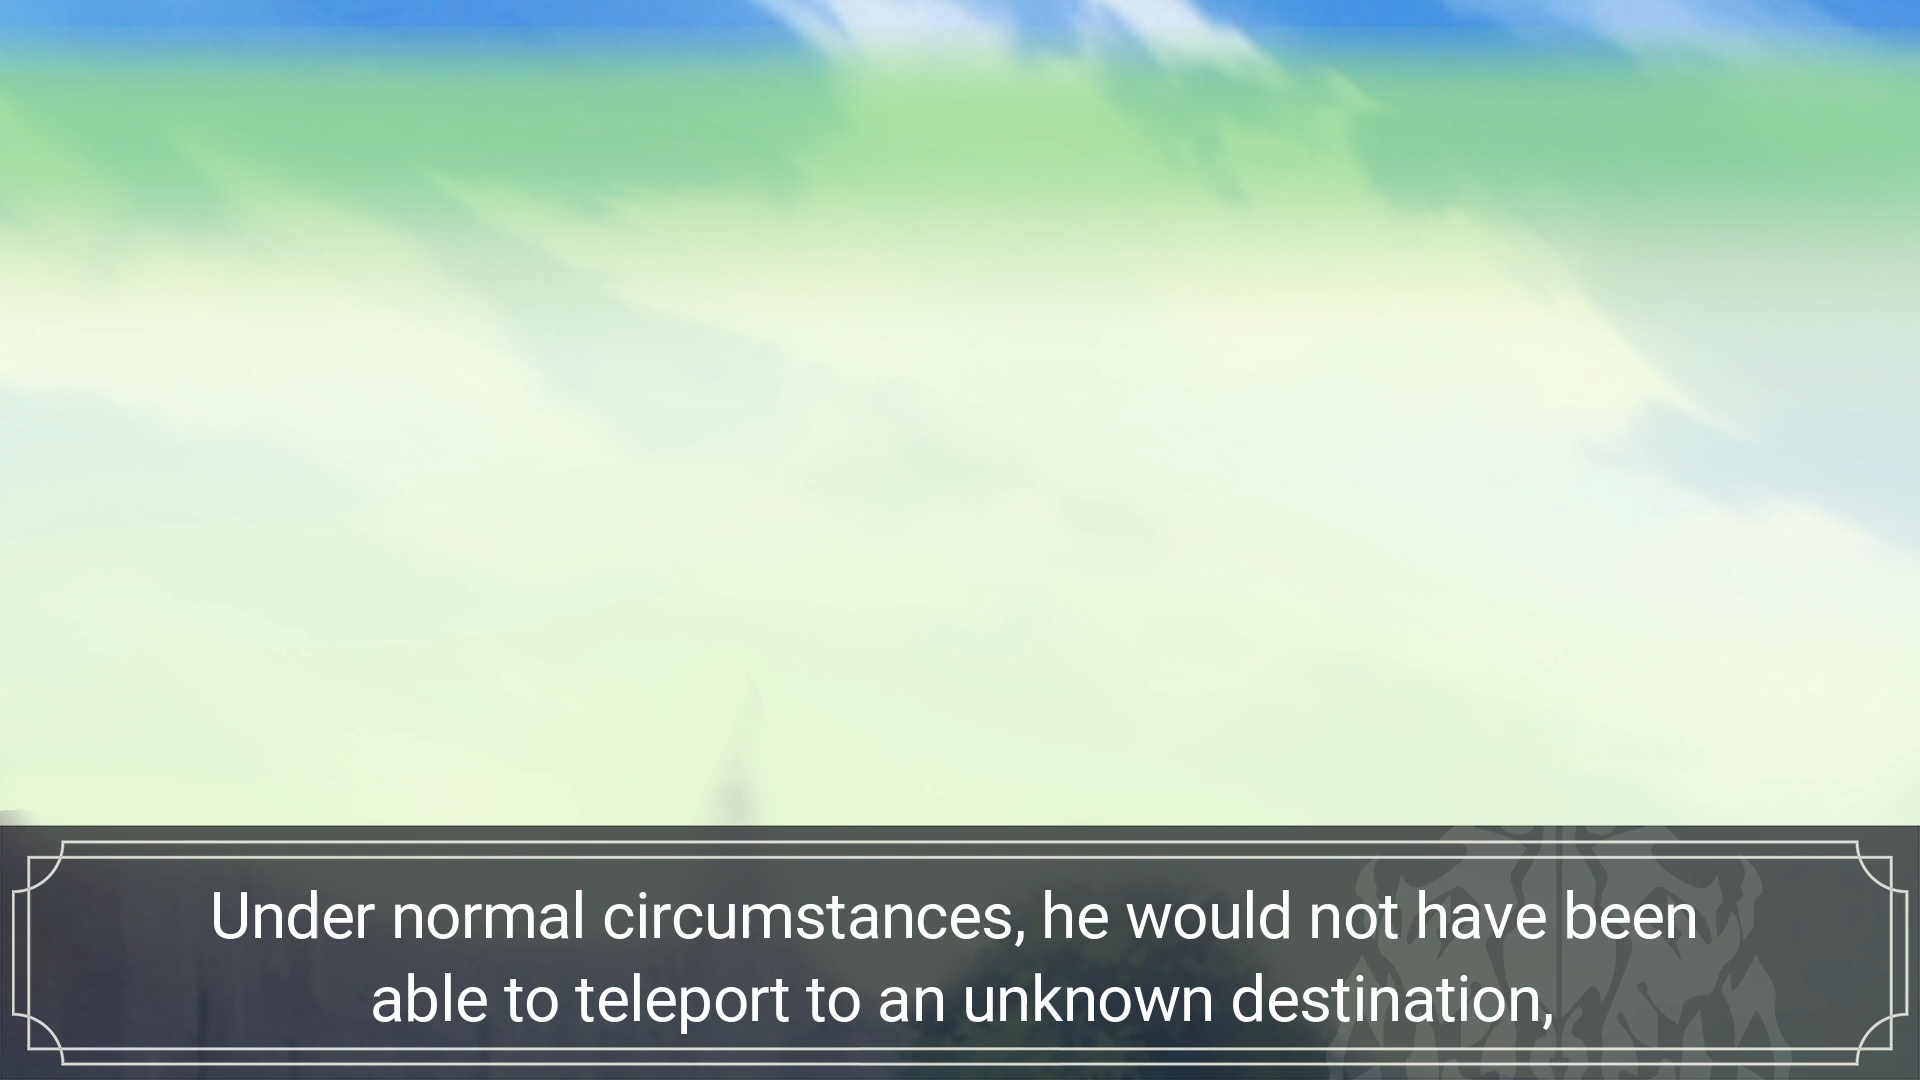 Under normal circumstances, he would not have been
able to teleport to an unknown destination,